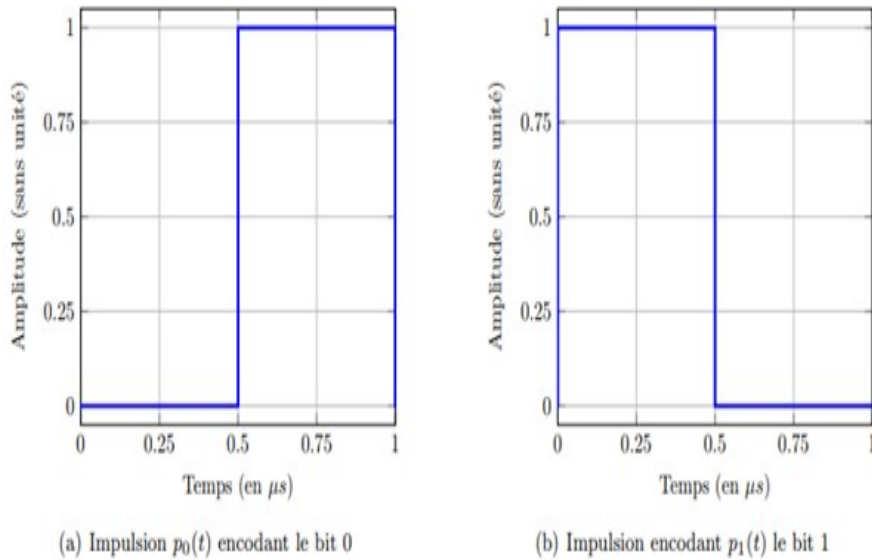 1
0.75
0.5
0.25
0
Amplitude (sans unité)
0 0.25 0.5 0.75 1
Temps (en μs)
(a) Impulsion p₀(t) encodant le bit 0
1
0.75
0.5
0.25
0
Amplitude (sans unité)
0 0.25 0.5 0.75 1
Temps (en μs)
(b) Impulsion encodant p₁(t) le bit 1